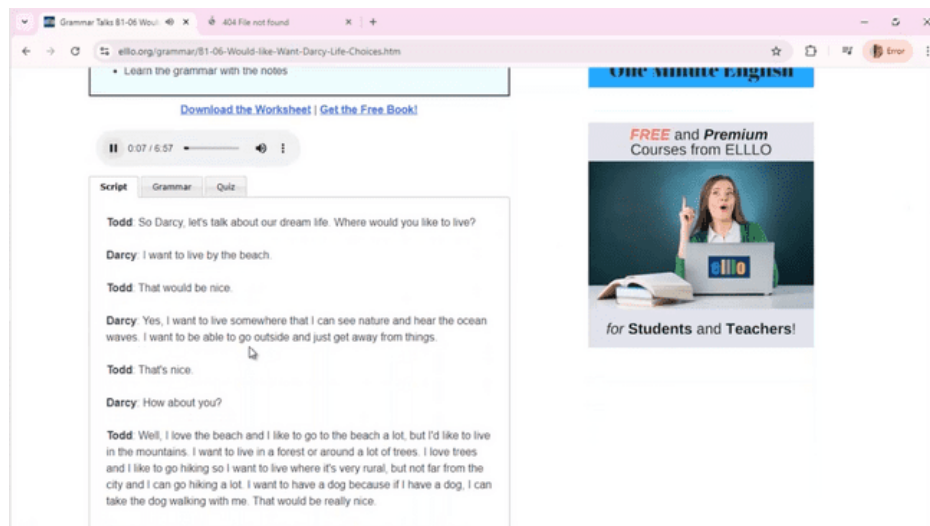 Grammar Talks B1-06 Woul
404 File not found
elllo.org/grammar/B1-06-Would-like-Want-Darcy-Life-Choices.htm
Error
Learn the grammar with the notes
One Minute English
Download the Worksheet | Get the Free Book!
0:07 / 6:57
FREE and Premium
Courses from ELLLO
Script Grammar Quiz
Todd: So Darcy, let's talk about our dream life. Where would you like to live?
Darcy: I want to live by the beach.
Todd: That would be nice.
Darcy: Yes, I want to live somewhere that I can see nature and hear the ocean
waves. I want to be able to go outside and just get away from things.
elllo
for Students and Teachers!
Todd: That's nice.
Darcy: How about you?
Todd: Well, I love the beach and I like to go to the beach a lot, but I'd like to live
in the mountains. I want to live in a forest or around a lot of trees. I love trees
and I like to go hiking so I want to live where it's very rural, but not far from the
city and I can go hiking a lot. I want to have a dog because if I have a dog, I can
take the dog walking with me. That would be really nice.